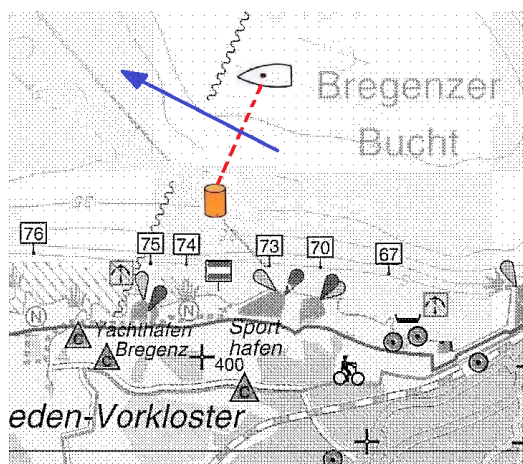 Bregenzer
Bucht
76
75
74
73
70
67
N
N
Yachthafen
Bregenz
Sport
hafen
C
C
400
C
eden-Vorkloster